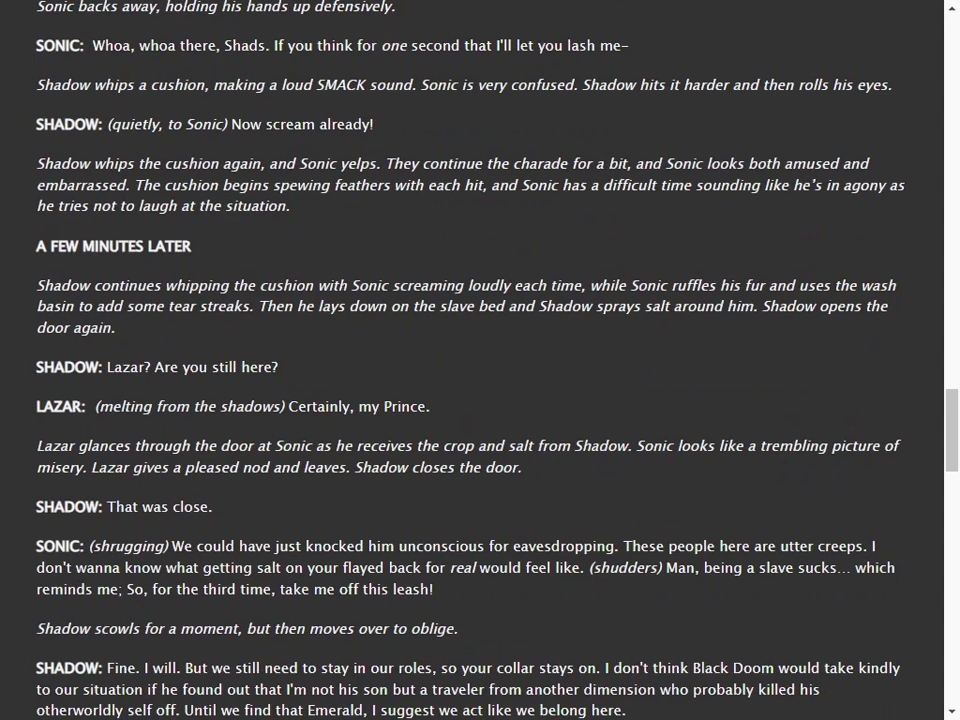 Sonic backs away, holding his hands up defensively.
SONIC: Whoa, whoa there, Shads. If you think for one second that I'll let you lash me–
Shadow whips a cushion, making a loud SMACK sound. Sonic is very confused. Shadow hits it harder and then rolls his eyes.
SHADOW: (quietly, to Sonic) Now scream already!
Shadow whips the cushion again, and Sonic yelps. They continue the charade for a bit, and Sonic looks both amused and
embarrassed. The cushion begins spewing feathers with each hit, and Sonic has a difficult time sounding like he’s in agony as
he tries not to laugh at the situation.
A FEW MINUTES LATER
Shadow continues whipping the cushion with Sonic screaming loudly each time, while Sonic ruffles his fur and uses the wash
basin to add some tear streaks. Then he lays down on the slave bed and Shadow sprays salt around him. Shadow opens the
door again.
SHADOW: Lazar? Are you still here?
LAZAR: (melting from the shadows) Certainly, my Prince.
Lazar glances through the door at Sonic as he receives the crop and salt from Shadow. Sonic looks like a trembling picture of
misery. Lazar gives a pleased nod and leaves. Shadow closes the door.
SHADOW: That was close.
SONIC: (shrugging) We could have just knocked him unconscious for eavesdropping. These people here are utter creeps. I
don't wanna know what getting salt on your flayed back for real would feel like. (shudders) Man, being a slave sucks… which
reminds me; So, for the third time, take me off this leash!
Shadow scowls for a moment, but then moves over to oblige.
SHADOW: Fine. I will. But we still need to stay in our roles, so your collar stays on. I don't think Black Doom would take kindly
to our situation if he found out that I'm not his son but a traveler from another dimension who probably killed his
otherworldly self off. Until we find that Emerald, I suggest we act like we belong here.